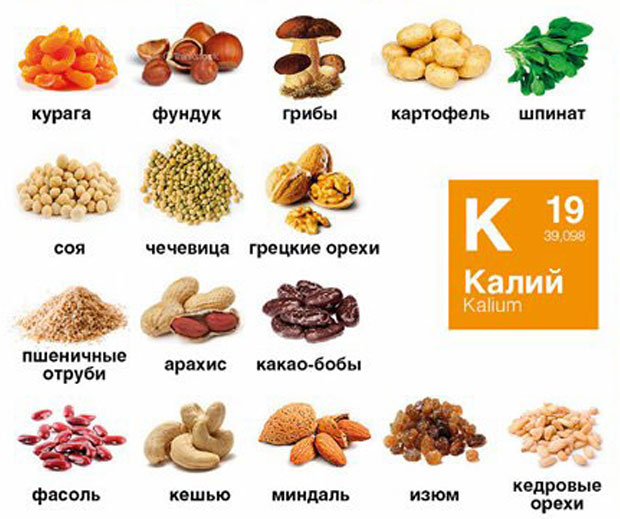 курага
фундук
грибы
картофель
шпинат
соя
чечевица
грецкие орехи
K
19
39,098
Калий
Kalium
пшеничные
отруби
арахис
какао-бобы
фасоль
кешью
миндаль
изюм
кедровые
орехи